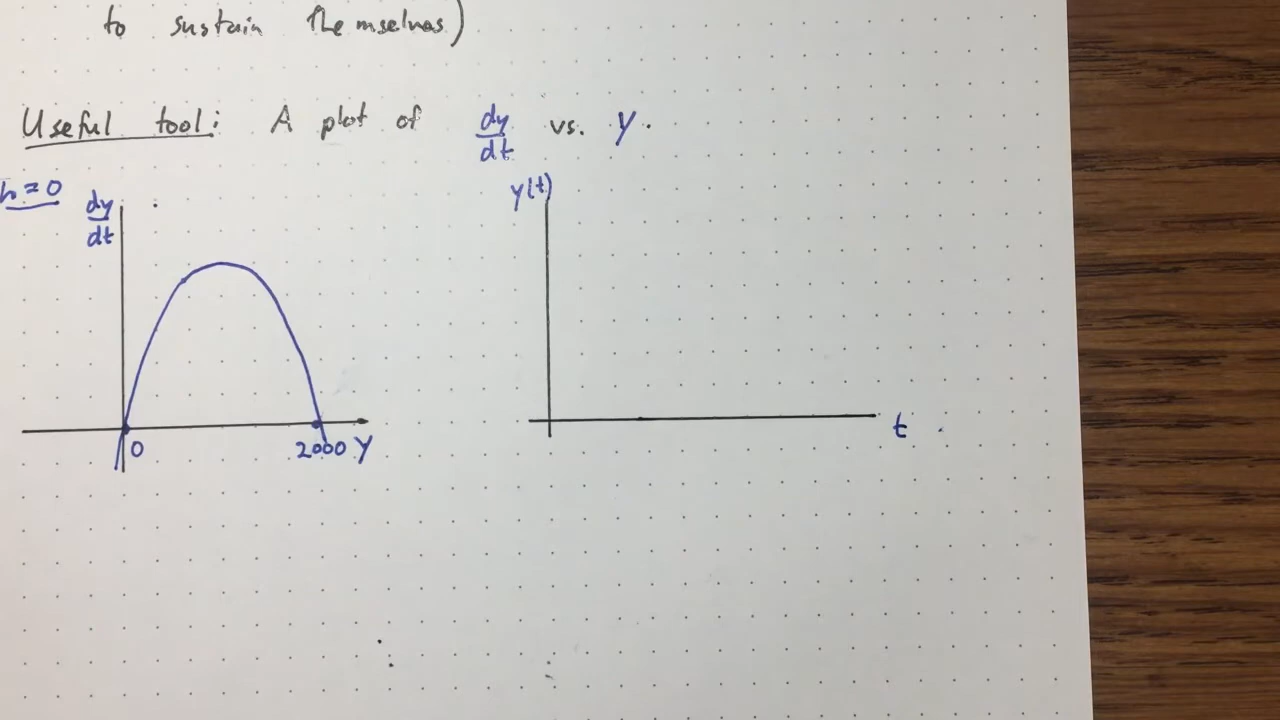 to sustain themselves)
Useful tool: A plot of dy/dt vs. y.
h = 0
dy/dt
y(t)
0
2000 y
t